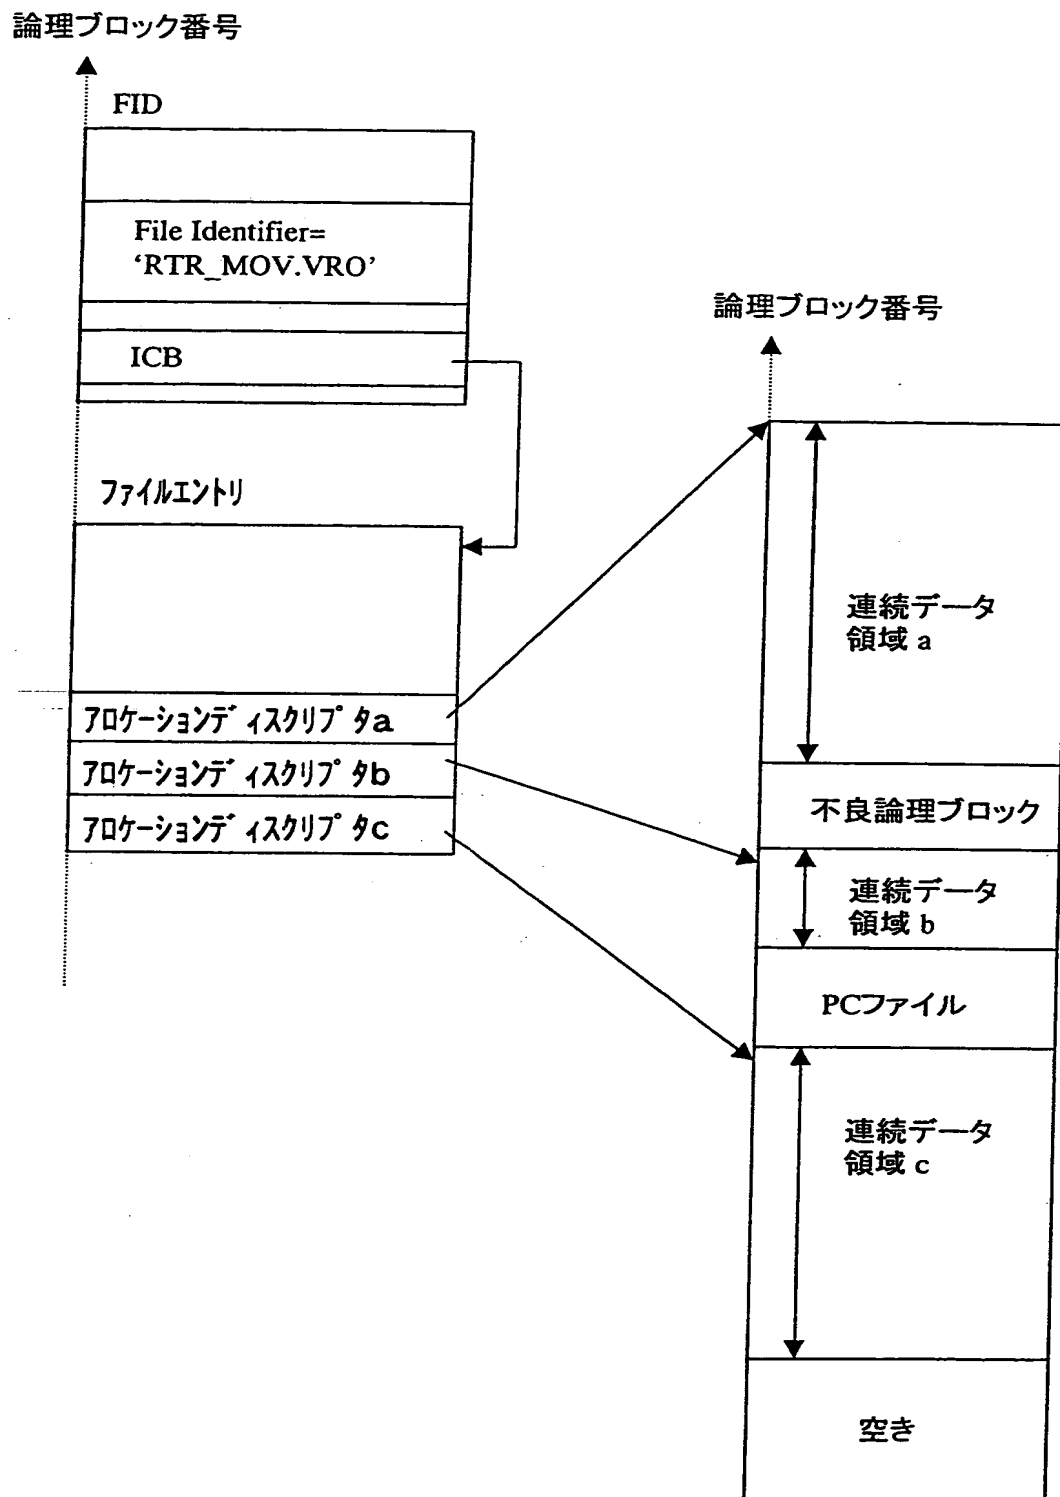 論理ブロック番号
FID
File Identifier=
‘RTR_MOV.VRO’
ICB
ファイルエントリ
アロケーションディスクリプタa
アロケーションディスクリプタb
アロケーションディスクリプタc
論理ブロック番号
連続データ
領域 a
不良論理ブロック
連続データ
領域 b
PCファイル
連続データ
領域 c
空き